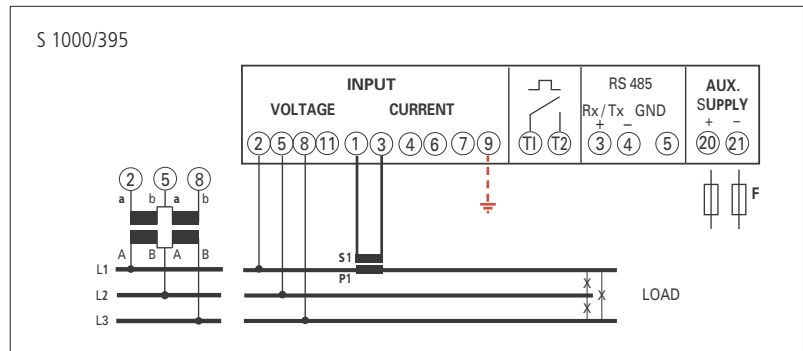 S 1000/395
INPUT
RS 485
AUX.
SUPPLY
VOLTAGE CURRENT
Rx/Tx GND
+ − + −
2 5 8 11 1 3 4 6 7 9 T1 T2 3 4 5 20 21
2 5 8
a b a b
F
A B A B
S1
P1
L1
L2
L3
X
X
X
LOAD